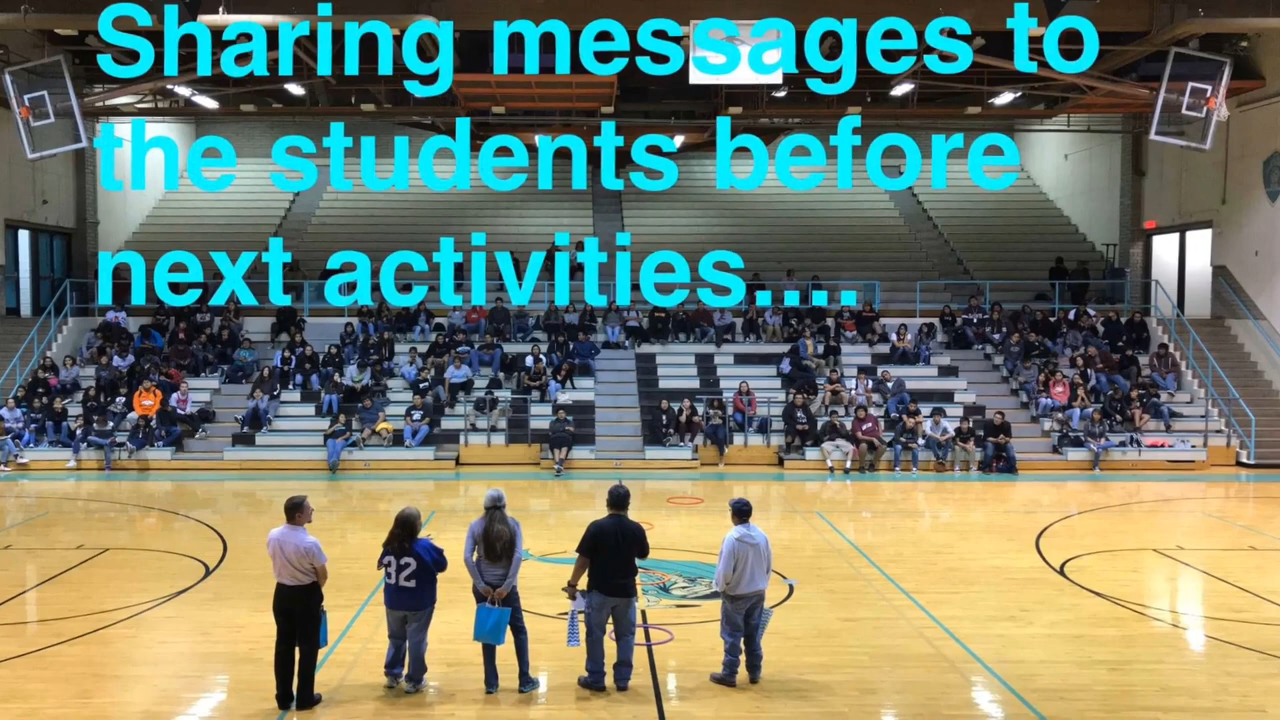 Sharing messages to
the students before
next activities....
32